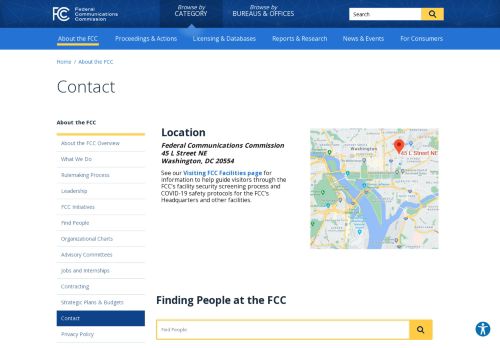 FCC Federal Communications Commission
Browse by CATEGORY
Browse by BUREAUS & OFFICES
Search
About the FCC
Proceedings & Actions
Licensing & Databases
Reports & Research
News & Events
For Consumers
Home / About the FCC
Contact
About the FCC
About the FCC Overview
What We Do
Rulemaking Process
Leadership
FCC Initiatives
Find People
Organizational Charts
Advisory Committees
Jobs and Internships
Contracting
Strategic Plans & Budgets
Contact
Privacy Policy
Location
Federal Communications Commission
45 L Street NE
Washington, DC 20554
See our Visiting FCC Facilities page for
information to help guide visitors through the
FCC's facility security screening process and
COVID-19 safety protocols for the FCC's
Headquarters and other facilities.
Washington
45 L Street NE
Finding People at the FCC
Find People